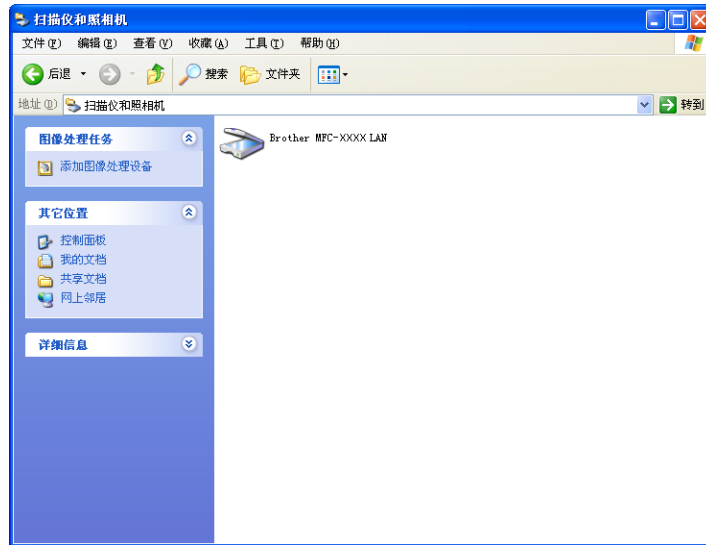 扫描仪和照相机
文件(F) 编辑(E) 查看(V) 收藏(A) 工具(T) 帮助(H)
后退 搜索 文件夹
地址(D) 扫描仪和照相机 转到
图像处理任务
添加图像处理设备
其它位置
控制面板
我的文档
共享文档
网上邻居
详细信息
Brother MFC-XXXX LAN